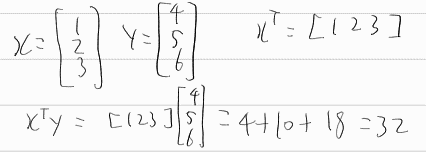 x = [1 2 3] Y = [4 5 6] x^T = [1 2 3]
x^T Y = [1 2 3] [4 5 6] = 4+10+18 = 32